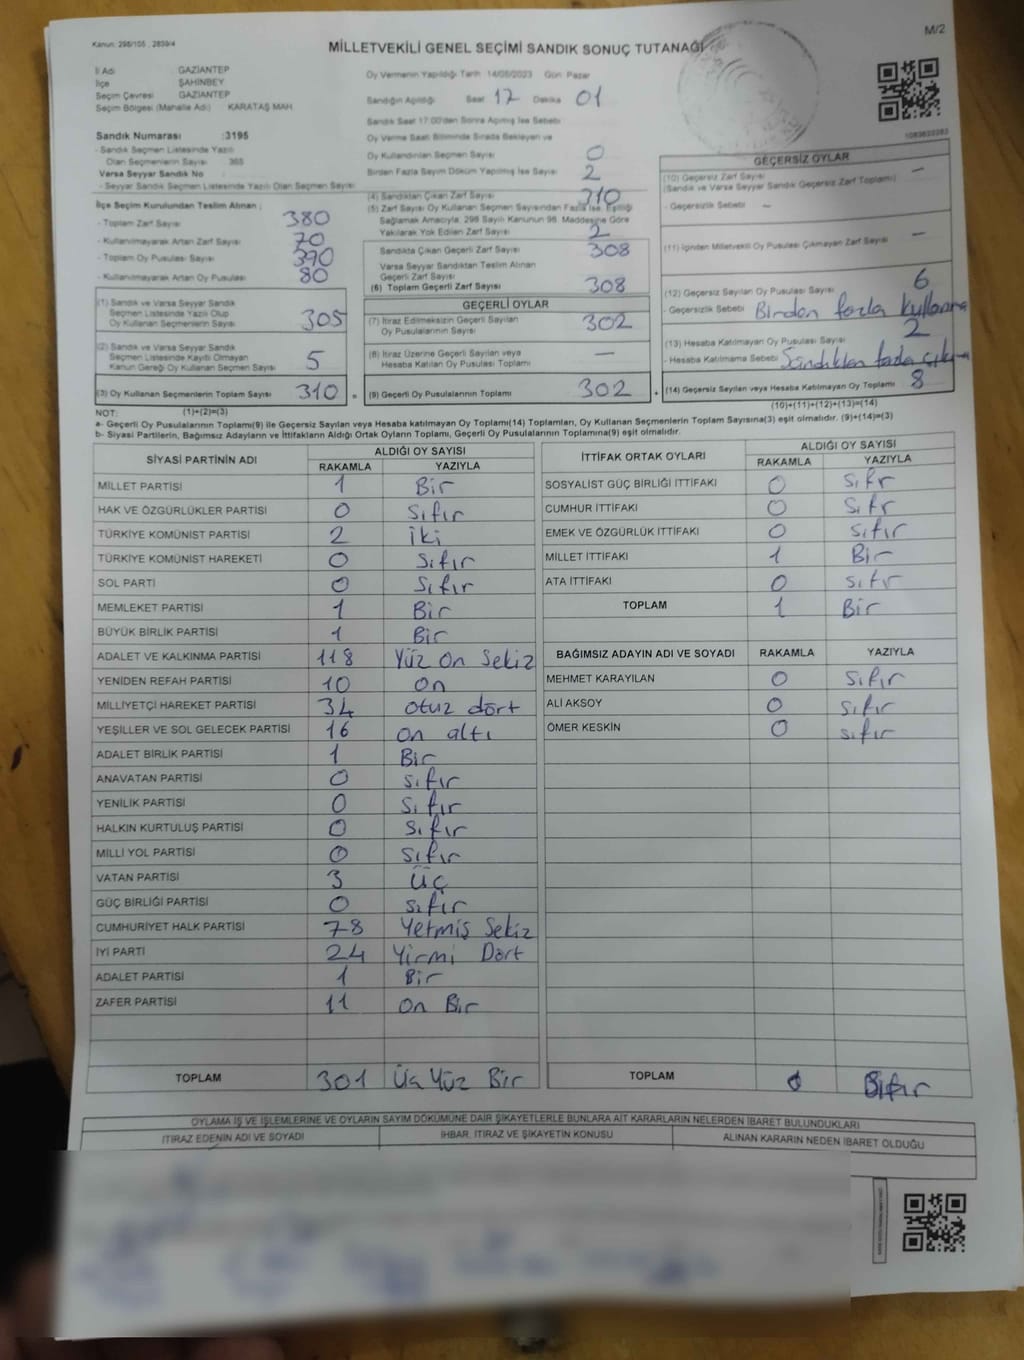 Kanun: 298/105 , 2839/4
M/2
MİLLETVEKİLİ GENEL SEÇİMİ SANDIK SONUÇ TUTANAĞI
İl Adı GAZİANTEP
İlçe ŞAHİNBEY
Seçim Çevresi GAZİANTEP
Seçim Bölgesi (Mahalle Adı) KARATAŞ MAH
Sandık Numarası :3195
- Sandık Seçmen Listesinde Yazılı
Olan Seçmenlerin Sayısı 365
Varsa Seyyar Sandık No :
- Seyyar Sandık Seçmen Listesinde Yazılı Olan Seçmen Sayısı:
İlçe Seçim Kurulundan Teslim Alınan ;
- Toplam Zarf Sayısı 380
- Kullanılmayarak Artan Zarf Sayısı 70
- Toplam Oy Pusulası Sayısı 390
- Kullanılmayarak Artan Oy Pusulası 80
(1) Sandık ve Varsa Seyyar Sandık
Seçmen Listesinde Yazılı Olup
Oy Kullanan Seçmenlerin Sayısı 305
(2) Sandık ve Varsa Seyyar Sandık
Seçmen Listesinde Kayıtlı Olmayan
Kanun Gereği Oy Kullanan Seçmen Sayısı 5
(3) Oy Kullanan Seçmenlerin Toplam Sayısı 310 =
(1)+(2)=(3)
Oy Vermenin Yapıldığı Tarih :14/05/2023 Gün: Pazar
Sandığın Açıldığı Saat 17 Dakika 01
Sandık Saat 17:00'den Sonra Açılmış İse Sebebi
Oy Verme Saati Bitiminde Sırada Bekleyen ve
Oy Kullandırılan Seçmen Sayısı 0
Birden Fazla Sayım Döküm Yapılmış İse Sayısı 2
(4) Sandıktan Çıkan Zarf Sayısı 310
(5) Zarf Sayısı Oy Kullanan Seçmen Sayısından Fazla İse, Eşitliği
Sağlamak Amacıyla, 298 Sayılı Kanunun 98. Maddesine Göre
Yakılarak Yok Edilen Zarf Sayısı 2
Sandıkta Çıkan Geçerli Zarf Sayısı 308
Varsa Seyyar Sandıktan Teslim Alınan
Geçerli Zarf Sayısı
(6) Toplam Geçerli Zarf Sayısı 308
GEÇERLİ OYLAR
(7) İtiraz Edilmeksizin Geçerli Sayılan
Oy Pusulalarının Sayısı 302
(8) İtiraz Üzerine Geçerli Sayılan veya
Hesaba Katılan Oy Pusulası Toplamı —
(9) Geçerli Oy Pusulalarının Toplamı 302 +
GEÇERSİZ OYLAR
(10) Geçersiz Zarf Sayısı
(Sandık ve Varsa Seyyar Sandık Geçersiz Zarf Toplamı) —
- Geçersizlik Sebebi: —
(11) İçinden Milletvekili Oy Pusulası Çıkmayan Zarf Sayısı —
(12) Geçersiz Sayılan Oy Pusulası Sayısı 6
- Geçersizlik Sebebi Birden fazla kullanma
(13) Hesaba Katılmayan Oy Pusulası Sayısı 2
- Hesaba Katılmama Sebebi Sandıktan fazla
(14) Geçersiz Sayılan veya Hesaba Katılmayan Oy Toplamı 8
(10)+(11)+(12)+(13)=(14)
NOT:
a- Geçerli Oy Pusulalarının Toplamı(9) ile Geçersiz Sayılan veya Hesaba katılmayan Oy Toplamı(14) Toplamları, Oy Kullanan Seçmenlerin Toplam Sayısına(3) eşit olmalıdır. (9)+(14)=(3)
b- Siyasi Partilerin, Bağımsız Adayların ve İttifakların Aldığı Ortak Oyların Toplamı, Geçerli Oy Pusulalarının Toplamına(9) eşit olmalıdır.
SİYASİ PARTİNİN ADI ALDIĞI OY SAYISI
RAKAMLA YAZIYLA
MİLLET PARTİSİ 1 Bir
HAK VE ÖZGÜRLÜKLER PARTİSİ 0 Sıfır
TÜRKİYE KOMÜNİST PARTİSİ 2 iki
TÜRKİYE KOMÜNİST HAREKETİ 0 Sıfır
SOL PARTİ 0 Sıfır
MEMLEKET PARTİSİ 1 Bir
BÜYÜK BİRLİK PARTİSİ 1 Bir
ADALET VE KALKINMA PARTİSİ 118 Yüz On Sekiz
YENİDEN REFAH PARTİSİ 10 On
MİLLİYETÇİ HAREKET PARTİSİ 34 otuz dört
YEŞİLLER VE SOL GELECEK PARTİSİ 16 on altı
ADALET BİRLİK PARTİSİ 1 Bir
ANAVATAN PARTİSİ 0 sıfır
YENİLİK PARTİSİ 0 Sıfır
HALKIN KURTULUŞ PARTİSİ 0 Sıfır
MİLLİ YOL PARTİSİ 0 sıfır
VATAN PARTİSİ 3 üç
GÜÇ BİRLİĞİ PARTİSİ 0 sıfır
CUMHURİYET HALK PARTİSİ 78 Yetmiş Sekiz
İYİ PARTİ 24 Yirmi Dört
ADALET PARTİSİ 1 Bir
ZAFER PARTİSİ 11 On Bir
TOPLAM 301 Üç Yüz Bir
İTTİFAK ORTAK OYLARI ALDIĞI OY SAYISI
RAKAMLA YAZIYLA
SOSYALİST GÜÇ BİRLİĞİ İTTİFAKI 0 sıfr
CUMHUR İTTİFAKI 0 Sıfr
EMEK VE ÖZGÜRLÜK İTTİFAKI 0 Sıfır
MİLLET İTTİFAKI 1 Bir
ATA İTTİFAKI 0 sıfr
TOPLAM 1 Bir
BAĞIMSIZ ADAYIN ADI VE SOYADI RAKAMLA YAZIYLA
MEHMET KARAYILAN 0 Sıfır
ALİ AKSOY 0 sıfır
ÖMER KESKİN 0 sıfır
TOPLAM 0 Sıfır
OYLAMA İŞ VE İŞLEMLERİNE VE OYLARIN SAYIM DÖKÜMÜNE DAİR ŞİKAYETLERLE BUNLARA AİT KARARLARIN NELERDEN İBARET BULUNDUKLARI
İTİRAZ EDENİN ADI VE SOYADI İHBAR, İTİRAZ VE ŞİKAYETİN KONUSU ALINAN KARARIN NEDEN İBARET OLDUĞU